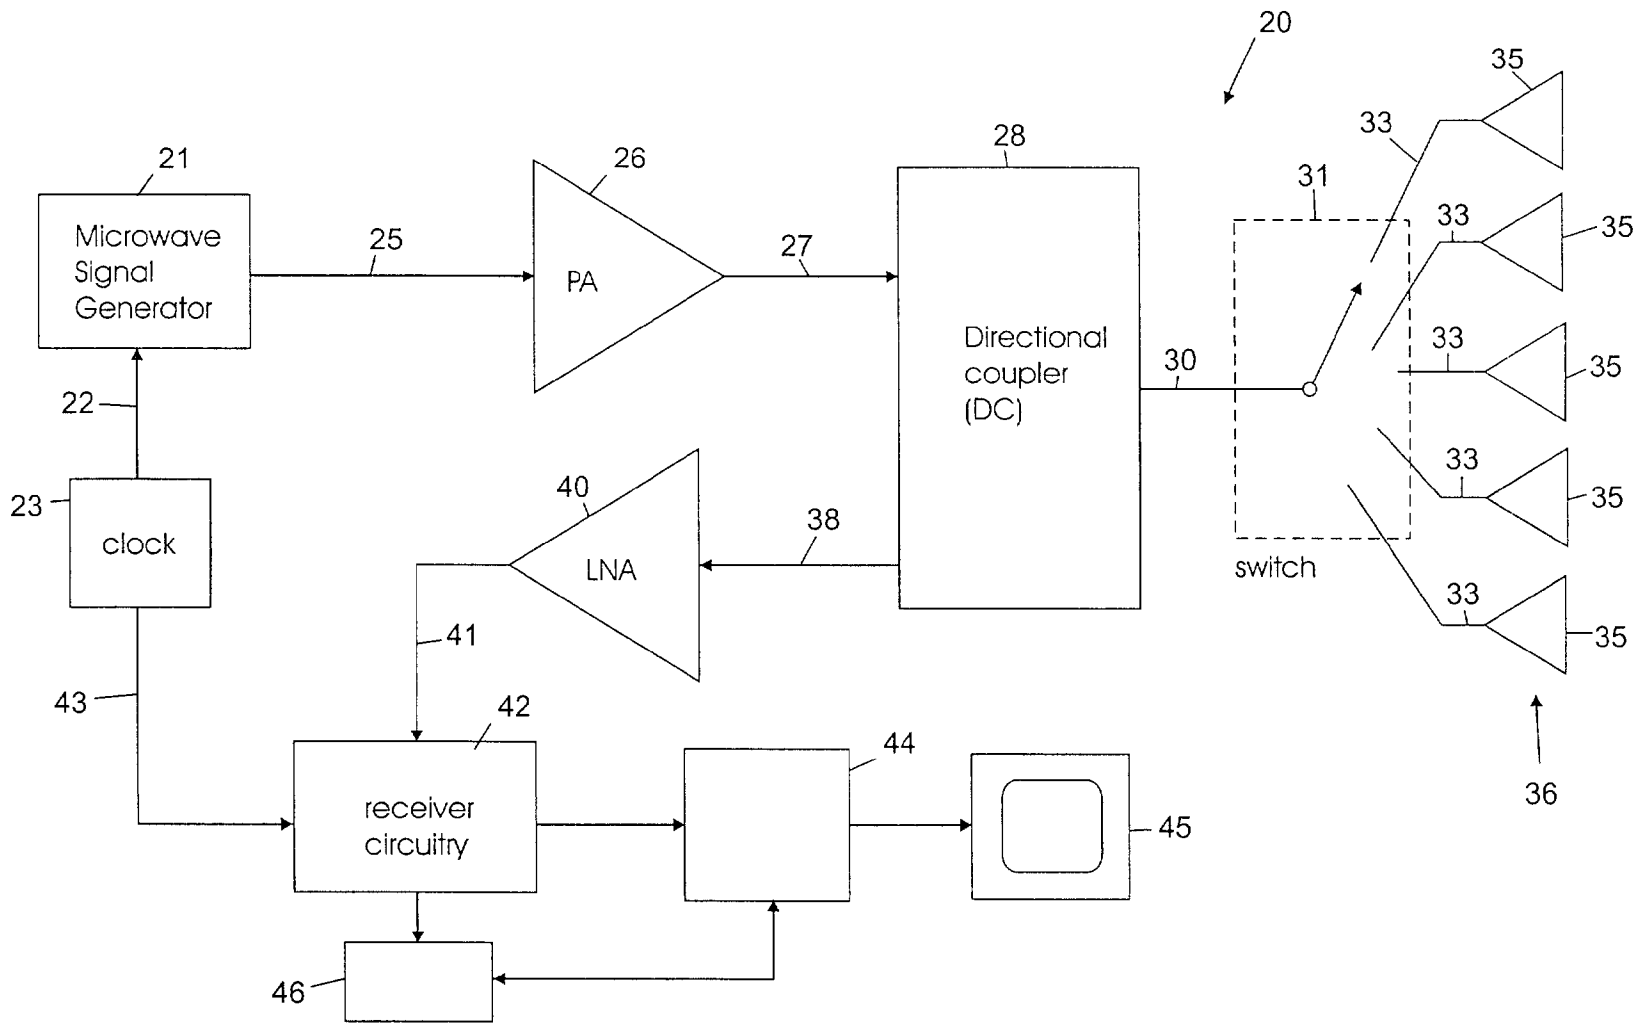 20
35
33
28
21
26
31
Microwave
Signal
Generator
25
PA
27
33
35
Directional
coupler
(DC)
30
33
35
22
23
clock
40
LNA
38
switch
33
35
33
35
41
43
42
receiver
circuitry
44
45
36
46